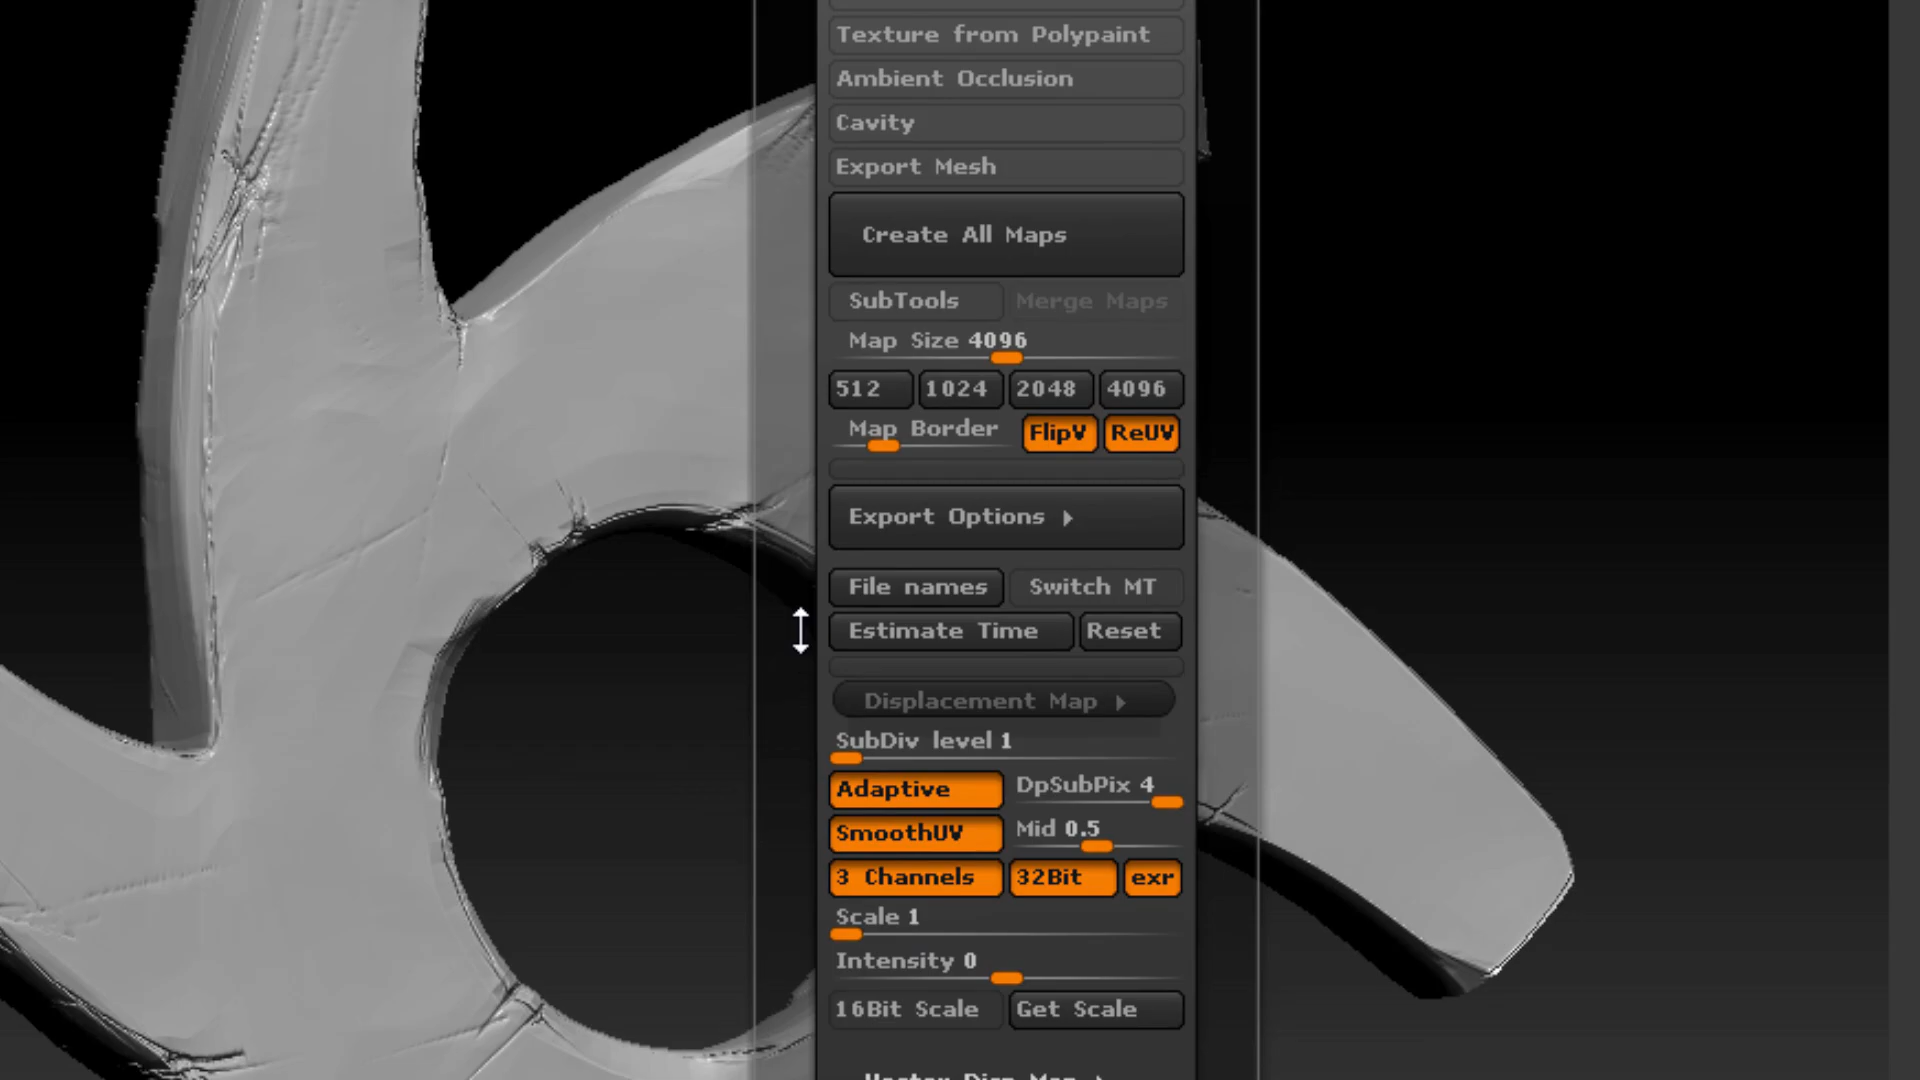 Texture from Polypaint
Ambient Occlusion
Cavity
Export Mesh
Create All Maps
SubTools Merge Maps
Map Size 4096
512 1024 2048 4096
Map Border FlipV ReUV
Export Options
File names Switch MT
Estimate Time Reset
Displacement Map
SubDiv level 1
Adaptive DpSubPix 4
SmoothUV Mid 0.5
3 Channels 32Bit exr
Scale 1
Intensity 0
16Bit Scale Get Scale